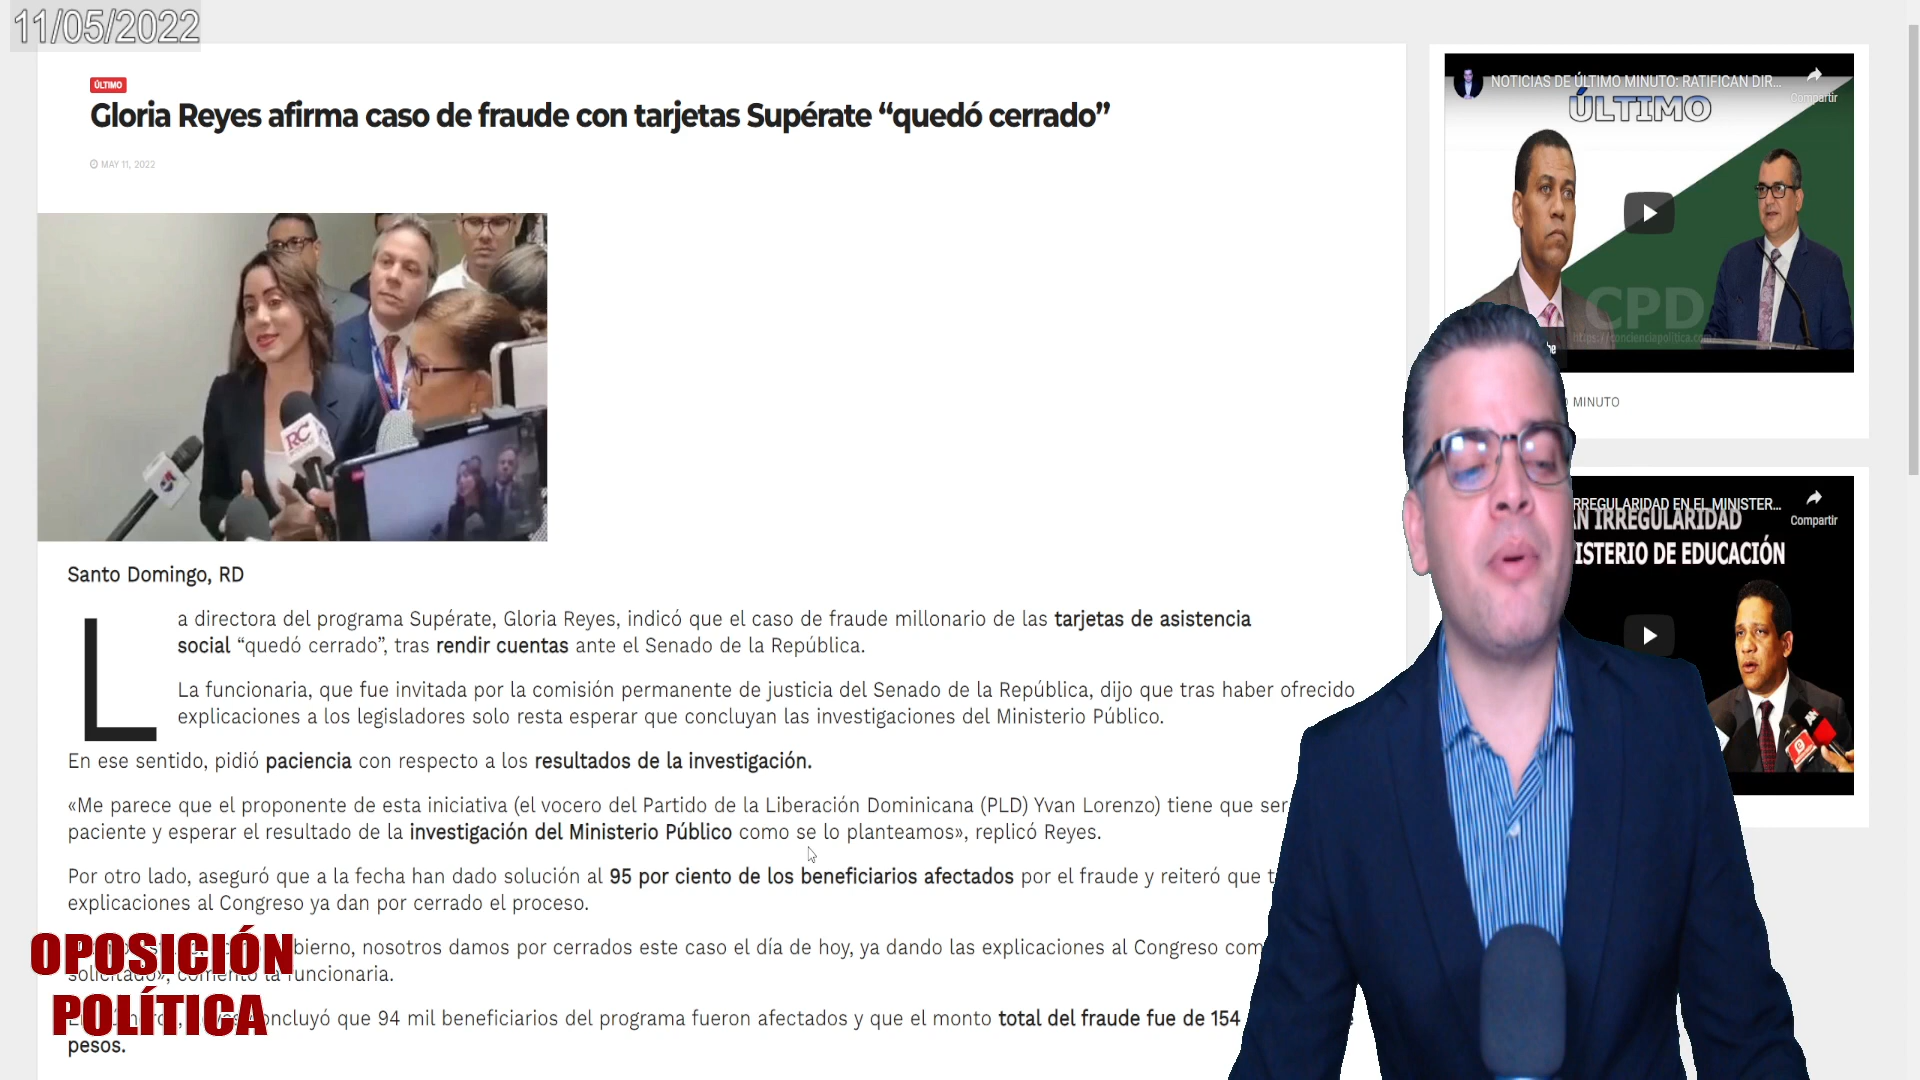 11/05/2022
ÚLTIMO
Gloria Reyes afirma caso de fraude con tarjetas Supérate “quedó cerrado”
MAY 11, 2022
RC
5
Santo Domingo, RD
La directora del programa Supérate, Gloria Reyes, indicó que el caso de fraude millonario de las tarjetas de asistencia
social “quedó cerrado”, tras rendir cuentas ante el Senado de la República.
La funcionaria, que fue invitada por la comisión permanente de justicia del Senado de la República, dijo que tras haber ofrecido
explicaciones a los legisladores solo resta esperar que concluyan las investigaciones del Ministerio Público.
En ese sentido, pidió paciencia con respecto a los resultados de la investigación.
«Me parece que el proponente de esta iniciativa (el vocero del Partido de la Liberación Dominicana (PLD) Yvan Lorenzo) tiene que ser
paciente y esperar el resultado de la investigación del Ministerio Público como se lo planteamos», replicó Reyes.
Por otro lado, aseguró que a la fecha han dado solución al 95 por ciento de los beneficiarios afectados por el fraude y reiteró que
explicaciones al Congreso ya dan por cerrado el proceso.
nosotros damos por cerrados este caso el día de hoy, ya dando las explicaciones al Congreso
solicitado», comentó la funcionaria.
concluyó que 94 mil beneficiarios del programa fueron afectados y que el monto total del fraude fue de 154
pesos.
OPOSICIÓN
POLÍTICA
NOTICIAS DE ÚLTIMO MINUTO: RATIFICAN DIR...
Compartir
ÚLTIMO
CPD
MINUTO
IRREGULARIDAD EN EL MINISTER...
Compartir
IRREGULARIDAD
DE EDUCACIÓN